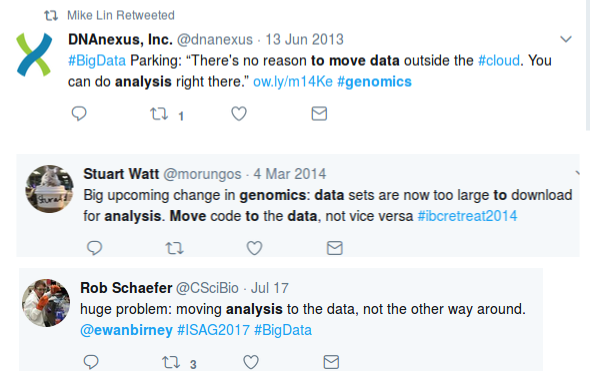 Mike Lin Retweeted
DNAnexus, Inc. @dnanexus · 13 Jun 2013
#BigData Parking: “There's no reason to move data outside the #cloud. You
can do analysis right there.” ow.ly/m14Ke #genomics
1
Stuart Watt @morungos · 4 Mar 2014
Big upcoming change in genomics: data sets are now too large to download
for analysis. Move code to the data, not vice versa #ibcretreat2014
Rob Schaefer @CSciBio · Jul 17
huge problem: moving analysis to the data, not the other way around.
@ewanbirney #ISAG2017 #BigData
3